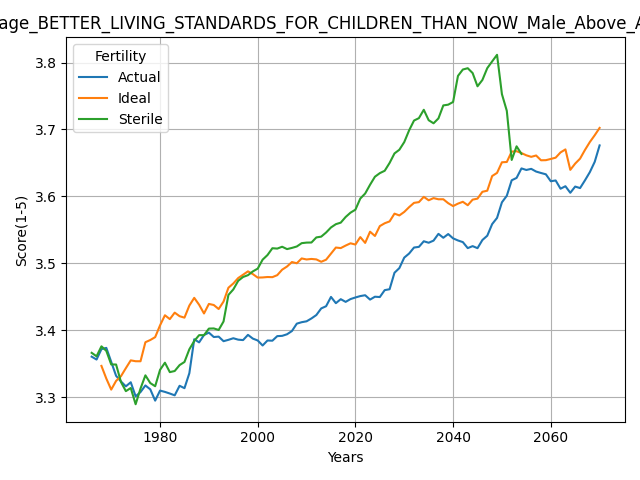 age_BETTER_LIVING_STANDARDS_FOR_CHILDREN_THAN_NOW_Male_Above_A
Fertility
Actual
Ideal
Sterile
3.8
3.7
3.6
3.5
3.4
3.3
Score(1-5)
1980
2000
2020
2040
2060
Years